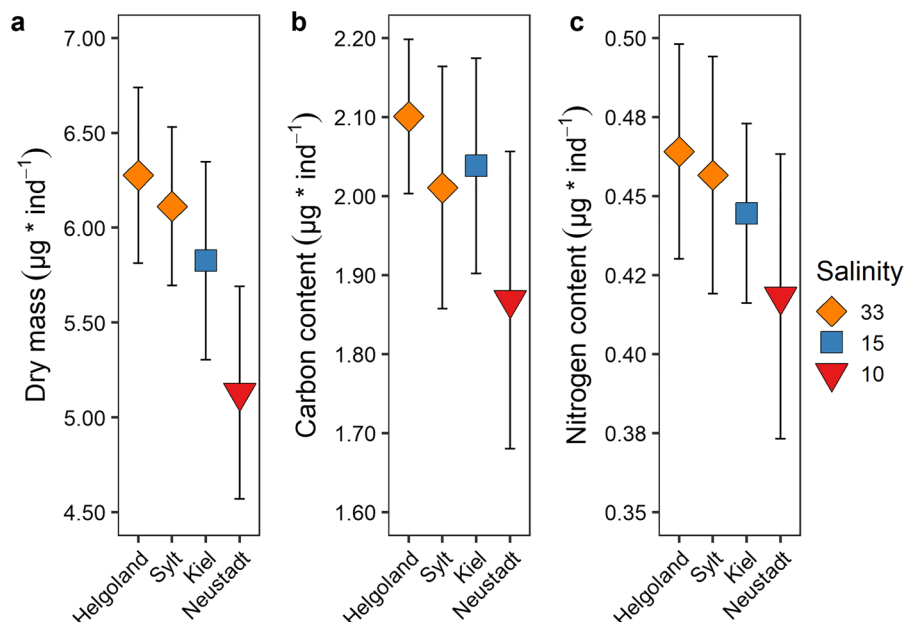 a
Dry mass (µg * ind⁻¹)
7.00
6.50
6.00
5.50
5.00
4.50
Helgoland
Sylt
Kiel
Neustadt
b
Carbon content (µg * ind⁻¹)
2.20
2.10
2.00
1.90
1.80
1.70
1.60
Helgoland
Sylt
Kiel
Neustadt
c
Nitrogen content (µg * ind⁻¹)
0.50
0.48
0.45
0.42
0.40
0.38
0.35
Helgoland
Sylt
Kiel
Neustadt
Salinity
33
15
10